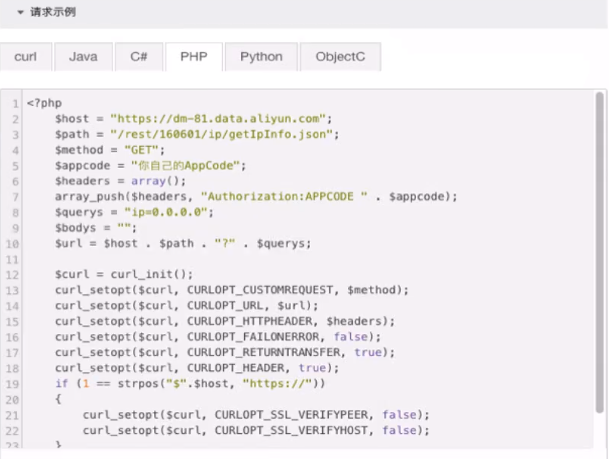 请求示例
curl Java C# PHP Python ObjectC
1 <?php
2 $host = "https://dm-81.data.aliyun.com";
3 $path = "/rest/160601/ip/getIpInfo.json";
4 $method = "GET";
5 $appcode = "你自己的AppCode";
6 $headers = array();
7 array_push($headers, "Authorization:APPCODE " . $appcode);
8 $querys = "ip=0.0.0.0";
9 $bodys = "";
10 $url = $host . $path . "?" . $querys;
11
12 $curl = curl_init();
13 curl_setopt($curl, CURLOPT_CUSTOMREQUEST, $method);
14 curl_setopt($curl, CURLOPT_URL, $url);
15 curl_setopt($curl, CURLOPT_HTTPHEADER, $headers);
16 curl_setopt($curl, CURLOPT_FAILONERROR, false);
17 curl_setopt($curl, CURLOPT_RETURNTRANSFER, true);
18 curl_setopt($curl, CURLOPT_HEADER, true);
19 if (1 == strpos("$".$host, "https://"))
20 {
21 curl_setopt($curl, CURLOPT_SSL_VERIFYPEER, false);
22 curl_setopt($curl, CURLOPT_SSL_VERIFYHOST, false);
23 }